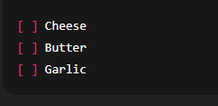 [ ] Cheese
[ ] Butter
[ ] Garlic